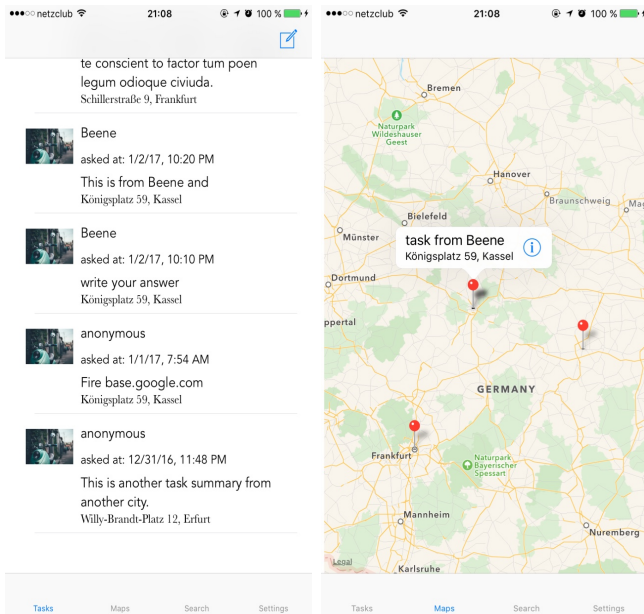 netzclub 21:08 100 %
te conscient to factor tum poen
legum odioque civiuda.
Schillerstraße 9, Frankfurt
Beene
asked at: 1/2/17, 10:20 PM
This is from Beene and
Königsplatz 59, Kassel
Beene
asked at: 1/2/17, 10:10 PM
write your answer
Königsplatz 59, Kassel
anonymous
asked at: 1/1/17, 7:54 AM
Fire base.google.com
Königsplatz 59, Kassel
anonymous
asked at: 12/31/16, 11:48 PM
This is another task summary from
another city.
Willy-Brandt-Platz 12, Erfurt
Tasks Maps Search Settings
netzclub 21:08 100 %
Bremen
Naturpark
Wildeshauser
Geest
Hanover
Braunschweig
Mag
Bielefeld
Münster
task from Beene
Königsplatz 59, Kassel
Dortmund
ppertal
GERMANY
Frankfurt
Naturpark
Bayerischer
Spessart
Mannheim
Nuremberg
Legal
Karlsruhe
Tasks Maps Search Settings